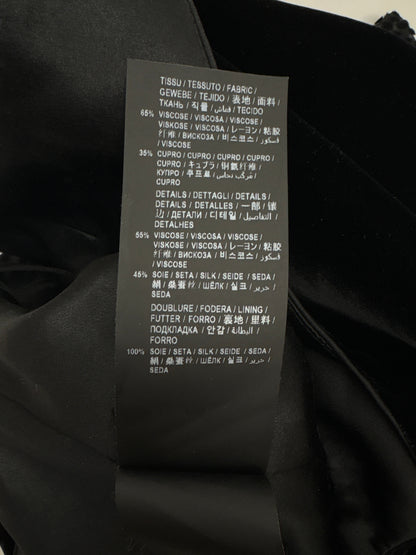 TISSU / TESSUTO / FABRIC /
GEWEBE / TEJIDO / 表地 / 面料 /
ТКАНЬ / 직물 / قماش / TECIDO
65% VISCOSE / VISCOSA / VISCOSE /
VISKOSE / VISCOSA / レーヨン / 粘胶
纤维 / ВИСКОЗА / 비스코스 / فسكوز
/ VISCOSE
35% CUPRO / CUPRO / CUPRO / CUPRO /
CUPRO / キュプラ / 铜氨纤维 /
КУПРО / 큐프로 / شركب نحاس /
CUPRO
DETAILS / DETTAGLI / DETAILS /
DETAILS / DETALLES / 一部 / 镶
边 / ДЕТАЛИ / 디테일 / التفاصيل /
DETALHES
55% VISCOSE / VISCOSA / VISCOSE /
VISKOSE / VISCOSA / レーヨン / 粘胶
纤维 / ВИСКОЗА / 비스코스 / فسكوز
/ VISCOSE
45% SOIE / SETA / SILK / SEIDE / SEDA /
絹 / 桑蚕丝 / ШЁЛК / 실크 / حرير /
SEDA
DOUBLURE / FODERA / LINING /
FUTTER / FORRO / 裏地 / 里料 /
ПОДКЛАДКА / 안감 / البطانة /
FORRO
100% SOIE / SETA / SILK / SEIDE / SEDA /
絹 / 桑蚕丝 / ШЁЛК / 실크 / حرير /
SEDA